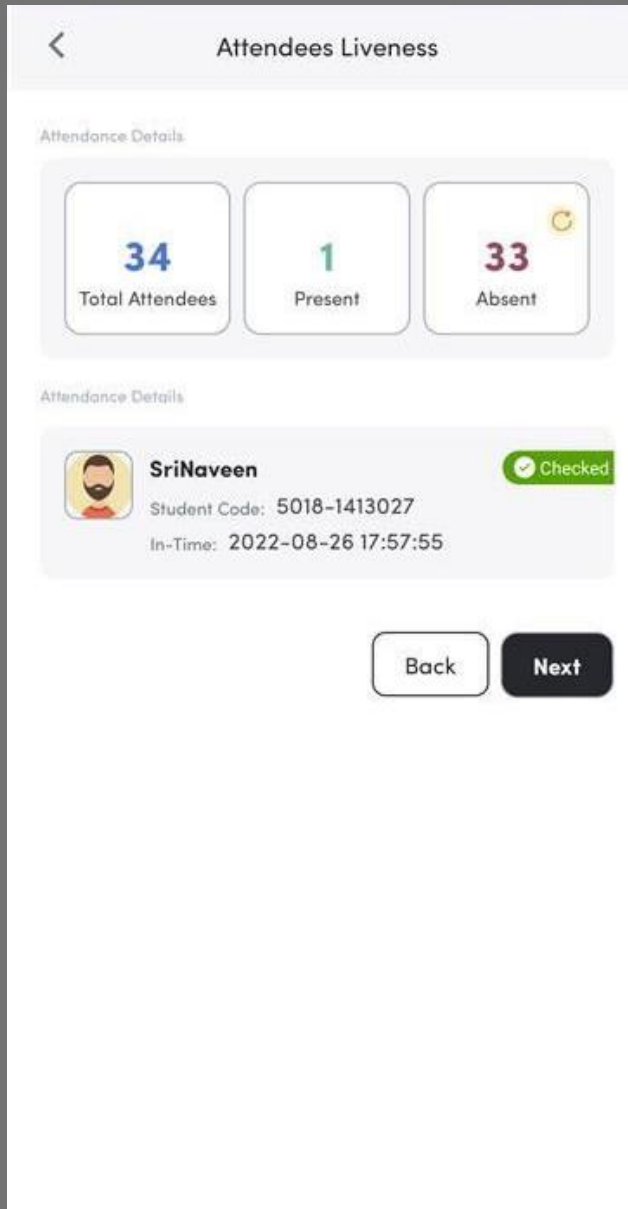 Attendees Liveness
Attendance Details
34
Total Attendees
1
Present
33
Absent
Attendance Details
SriNaveen
Checked
Student Code: 5018-1413027
In-Time: 2022-08-26 17:57:55
Back
Next